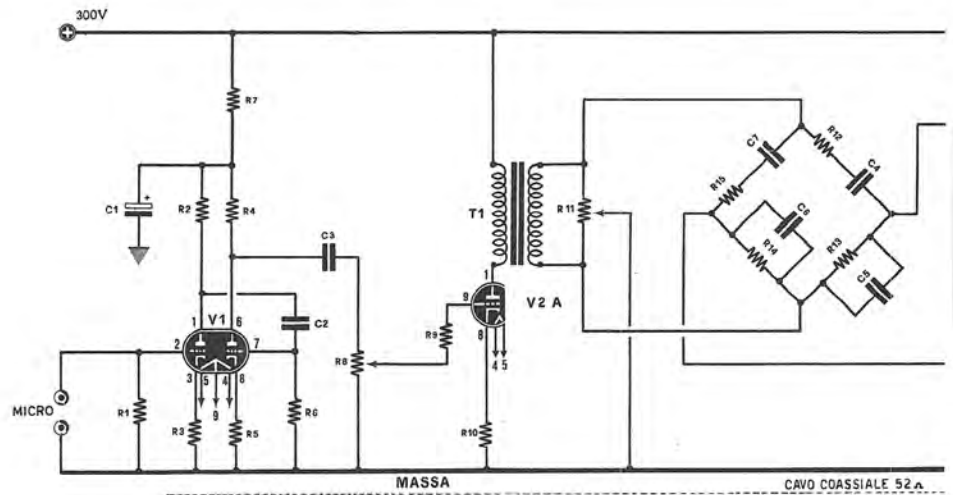 300V
R7
C1
+
R2
R4
C3
T1
R11
C7
R12
C4
R15
C6
R14
R13
C5
1
V1
6
C2
2
7
3
5
4
8
9
R8
R9
9
1
V2 A
8
4 5
MICRO
R1
R3
R5
R6
R10
MASSA
CAVO COASSIALE 52Ω